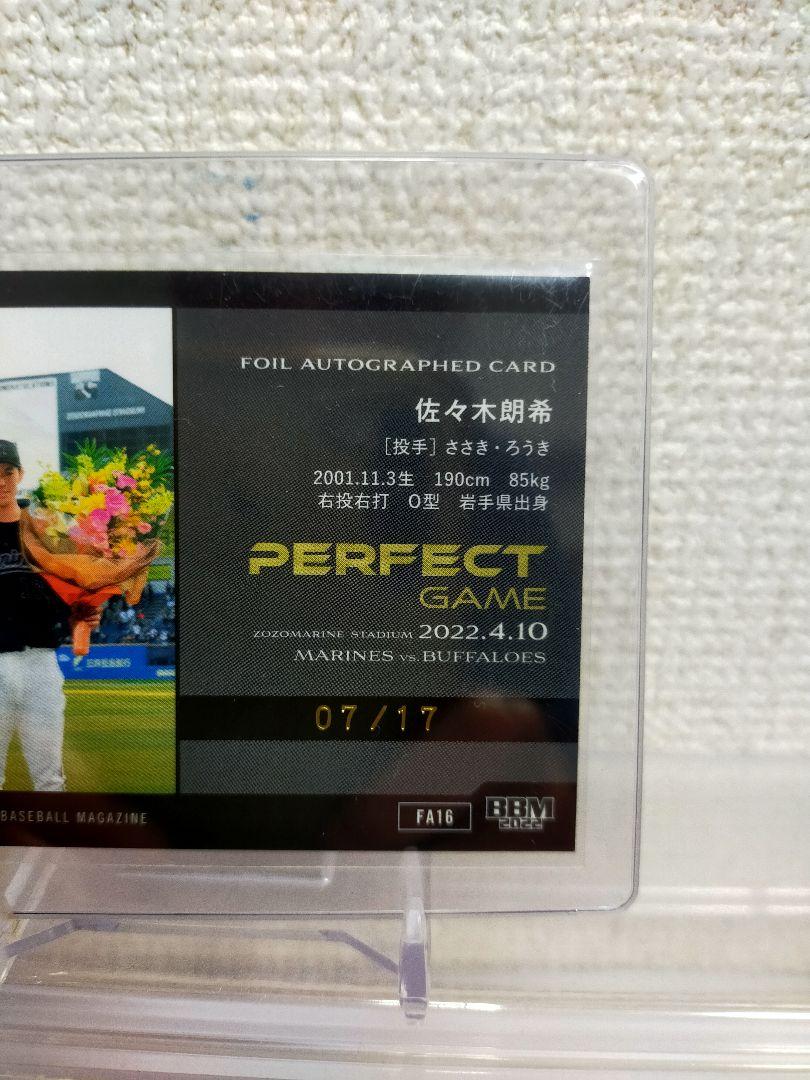 FOIL AUTOGRAPHED CARD
佐々木朗希
[投手] ささき・ろうき
2001.11.3生 190cm 85kg
右投右打 O型 岩手県出身
PERFECT
GAME
ZOZOMARINE STADIUM 2022.4.10
MARINES vs. BUFFALOES
07/17
BASEBALL MAGAZINE
FA16
BBM
2022